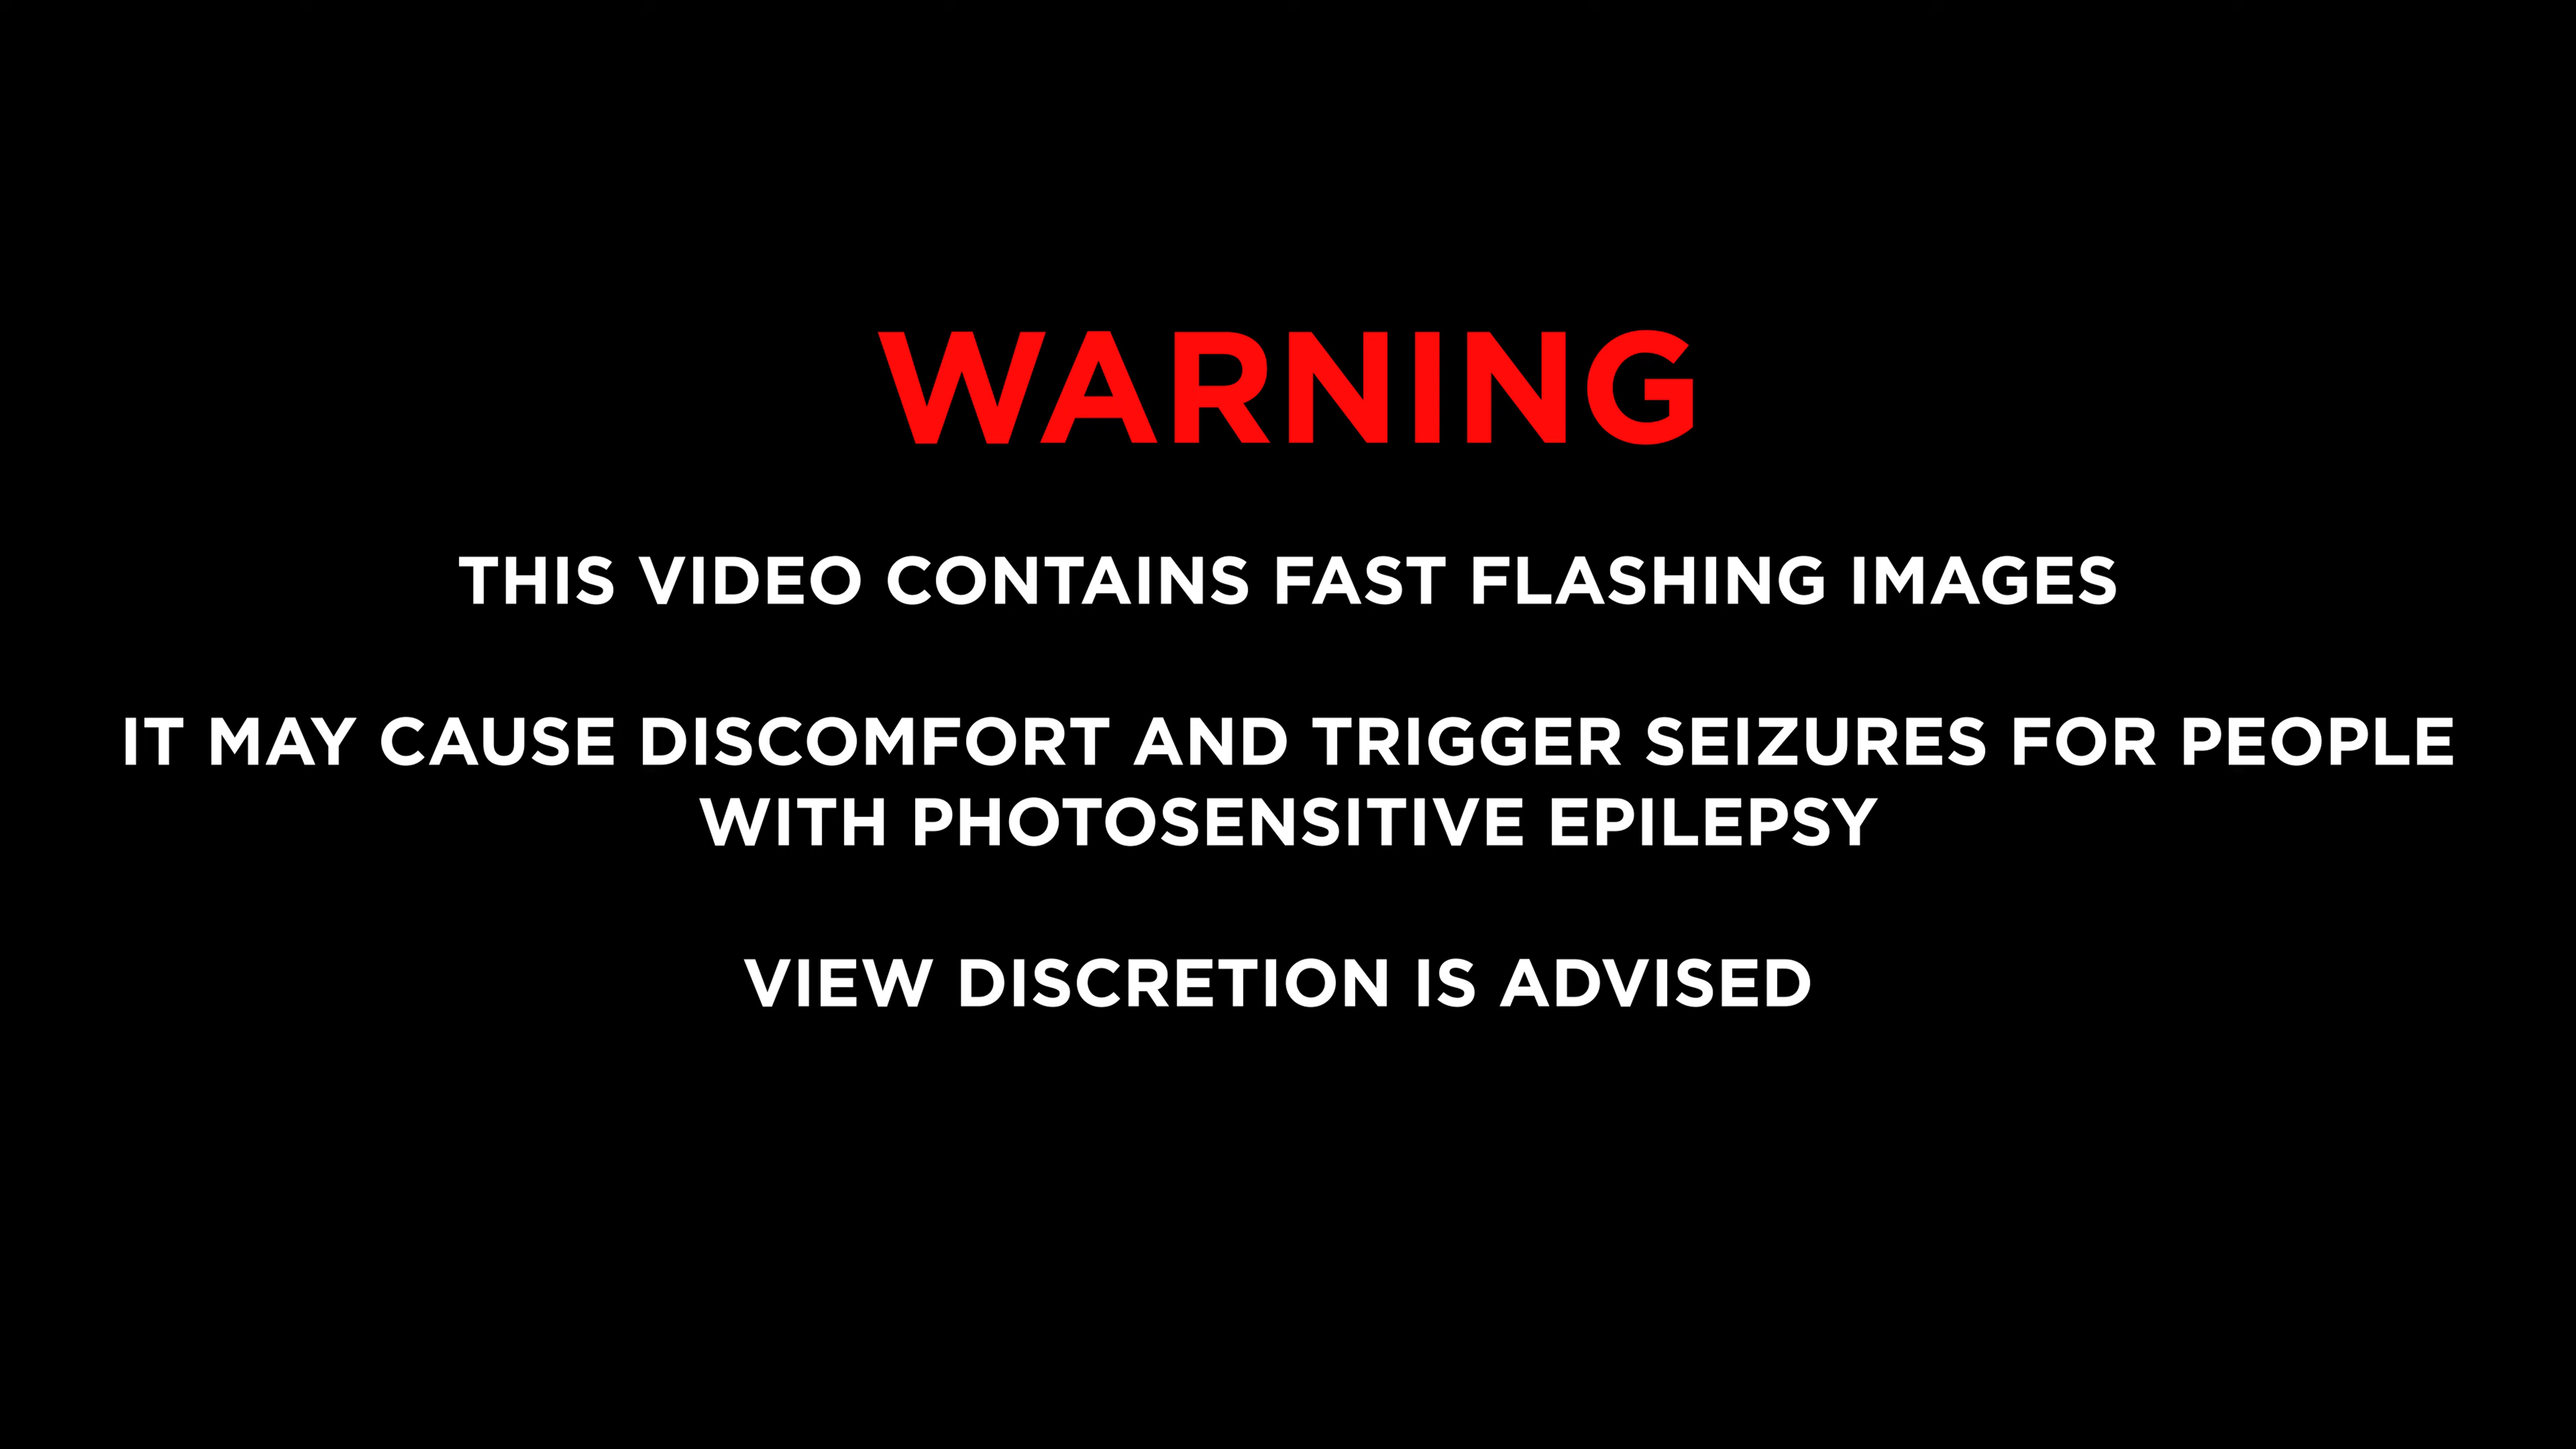 WARNING
THIS VIDEO CONTAINS FAST FLASHING IMAGES
IT MAY CAUSE DISCOMFORT AND TRIGGER SEIZURES FOR PEOPLE
WITH PHOTOSENSITIVE EPILEPSY
VIEW DISCRETION IS ADVISED